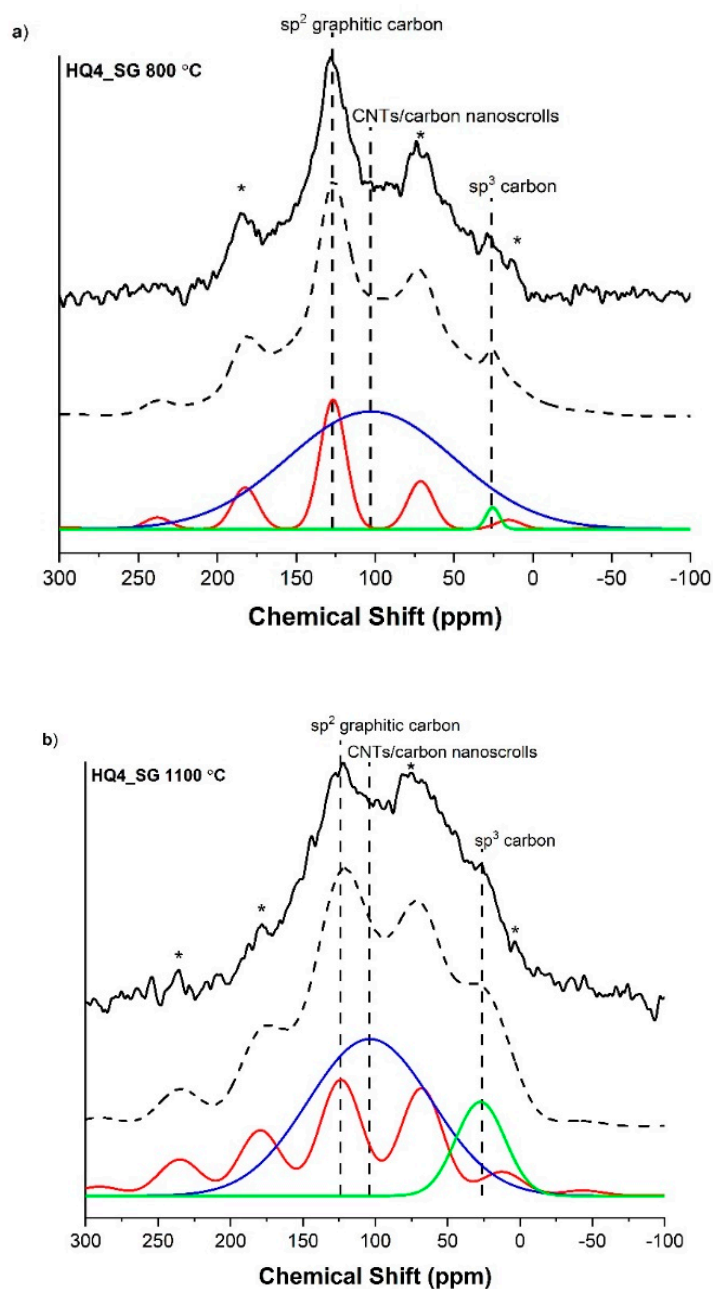 a)
sp² graphitic carbon
HQ4_SG 800 °C
CNTs/carbon nanoscrolls
*
*
sp³ carbon
*
300 250 200 150 100 50 0 -50 -100
Chemical Shift (ppm)
b)
sp² graphitic carbon
HQ4_SG 1100 °C
CNTs/carbon nanoscrolls
*
sp³ carbon
*
*
*
300 250 200 150 100 50 0 -50 -100
Chemical Shift (ppm)